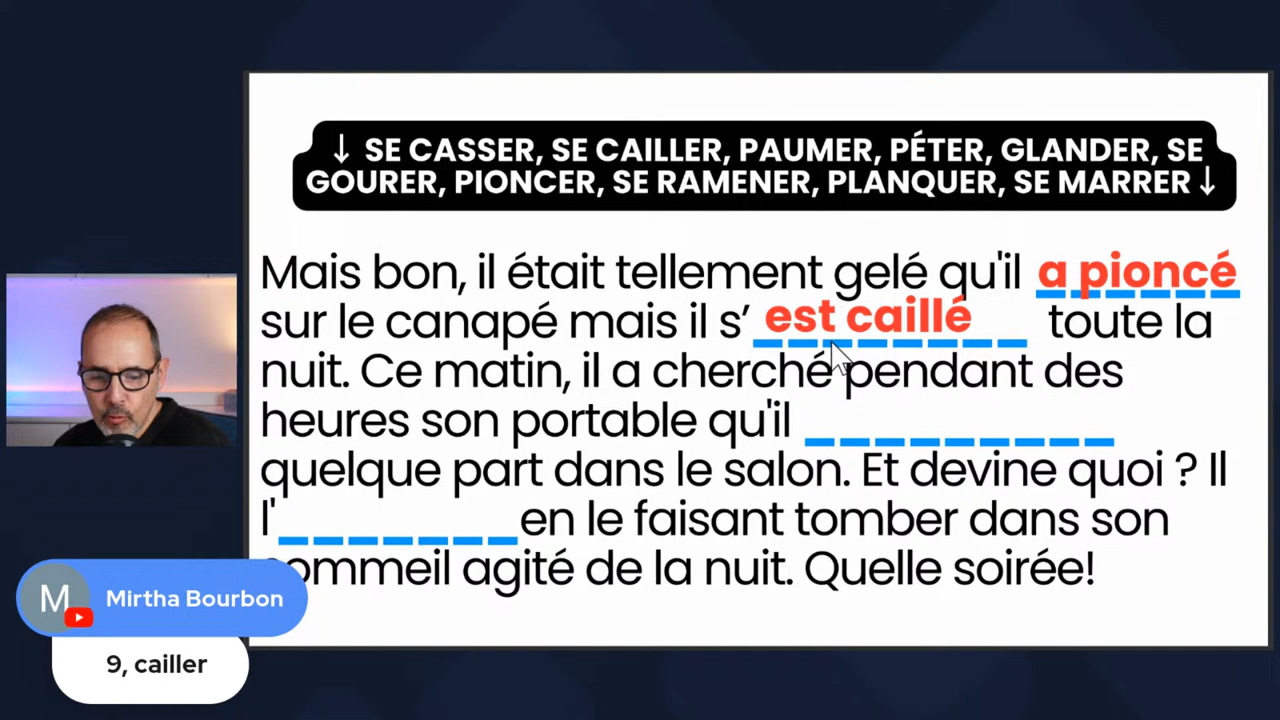 ↓ SE CASSER, SE CAILLER, PAUMER, PÉTER, GLANDER, SE
GOURER, PIONCER, SE RAMENER, PLANQUER, SE MARRER ↓
Mais bon, il était tellement gelé qu'il a pioncé
sur le canapé mais il s’ est caillé toute la
nuit. Ce matin, il a cherché pendant des
heures son portable qu'il _ _ _ _ _ _ _ _ _
quelque part dans le salon. Et devine quoi ? Il
l' _ _ _ _ _ _ _ en le faisant tomber dans son
ommeil agité de la nuit. Quelle soirée!
M Mirtha Bourbon
9, cailler